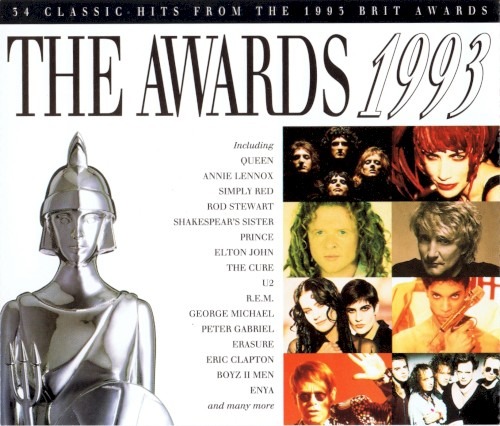 34 CLASSIC HITS FROM THE 1993 BRIT AWARDS
THE AWARDS 1993
Including
QUEEN
ANNIE LENNOX
SIMPLY RED
ROD STEWART
SHAKESPEAR'S SISTER
PRINCE
ELTON JOHN
THE CURE
U2
R.E.M.
GEORGE MICHAEL
PETER GABRIEL
ERASURE
ERIC CLAPTON
BOYZ II MEN
ENYA
and many more